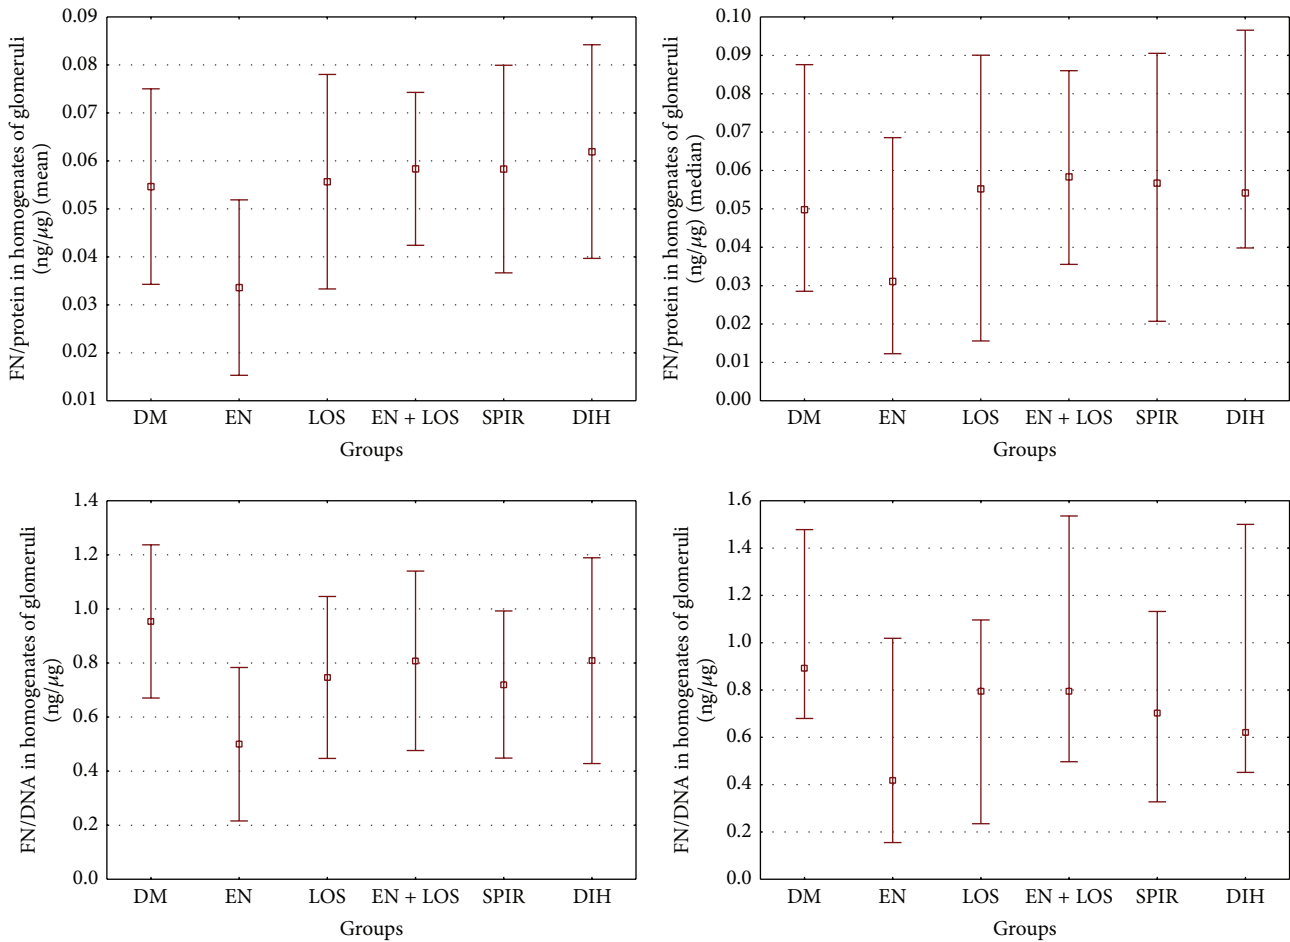 FN/protein in homogenates of glomeruli
(ng/μg) (mean)
0.09
0.08
0.07
0.06
0.05
0.04
0.03
0.02
0.01
DM EN LOS EN + LOS SPIR DIH
Groups
FN/protein in homogenates of glomeruli
(ng/μg) (median)
0.10
0.09
0.08
0.07
0.06
0.05
0.04
0.03
0.02
0.01
0.00
DM EN LOS EN + LOS SPIR DIH
Groups
FN/DNA in homogenates of glomeruli
(ng/μg)
1.4
1.2
1.0
0.8
0.6
0.4
0.2
0.0
DM EN LOS EN + LOS SPIR DIH
Groups
FN/DNA in homogenates of glomeruli
(ng/μg)
1.6
1.4
1.2
1.0
0.8
0.6
0.4
0.2
0.0
DM EN LOS EN + LOS SPIR DIH
Groups